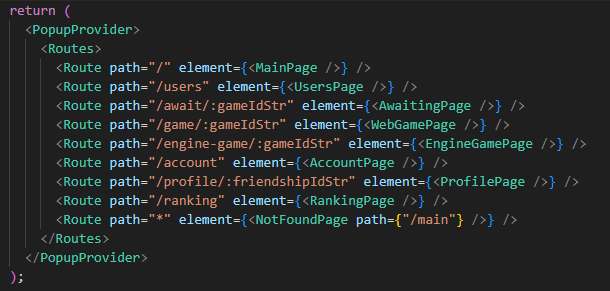 return (
<PopupProvider>
<Routes>
<Route path="/" element={<MainPage />} />
<Route path="/users" element={<UsersPage />} />
<Route path="/await/:gameIdStr" element={<AwaitingPage />} />
<Route path="/game/:gameIdStr" element={<WebGamePage />} />
<Route path="/engine-game/:gameIdStr" element={<EngineGamePage />} />
<Route path="/account" element={<AccountPage />} />
<Route path="/profile/:friendshipIdStr" element={<ProfilePage />} />
<Route path="/ranking" element={<RankingPage />} />
<Route path="*" element={<NotFoundPage path={"/main"} />} />
</Routes>
</PopupProvider>
);